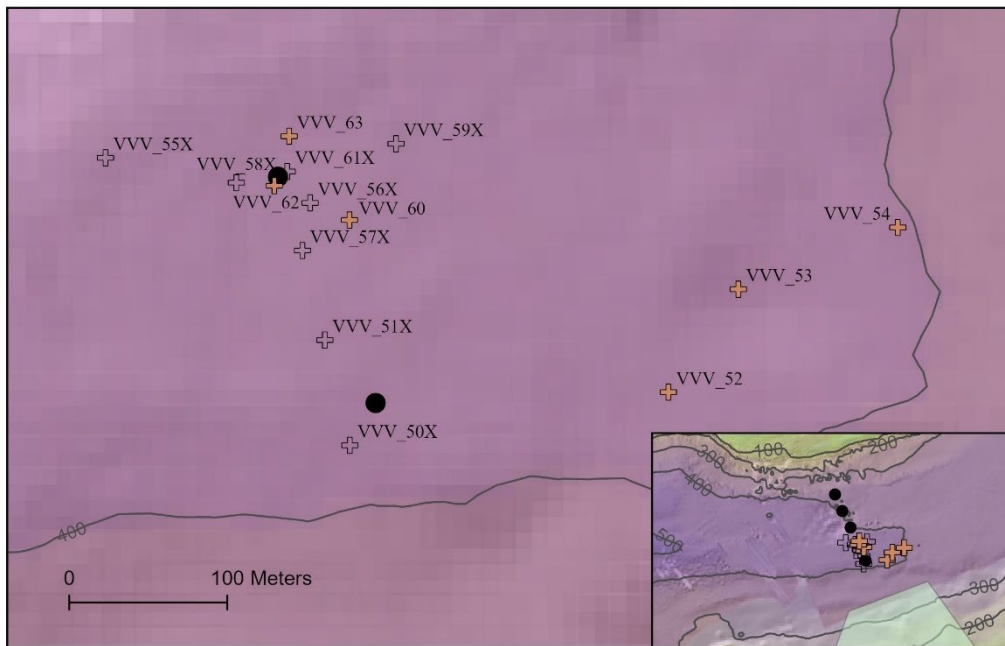 VVV_63
VVV_59X
VVV_55X
VVV_61X
VVV_58X
VVV_56X
VVV_62
VVV_60
VVV_54
VVV_57X
VVV_53
VVV_51X
VVV_52
VVV_50X
400
0 100 Meters
300
100
200
400
500
300
200